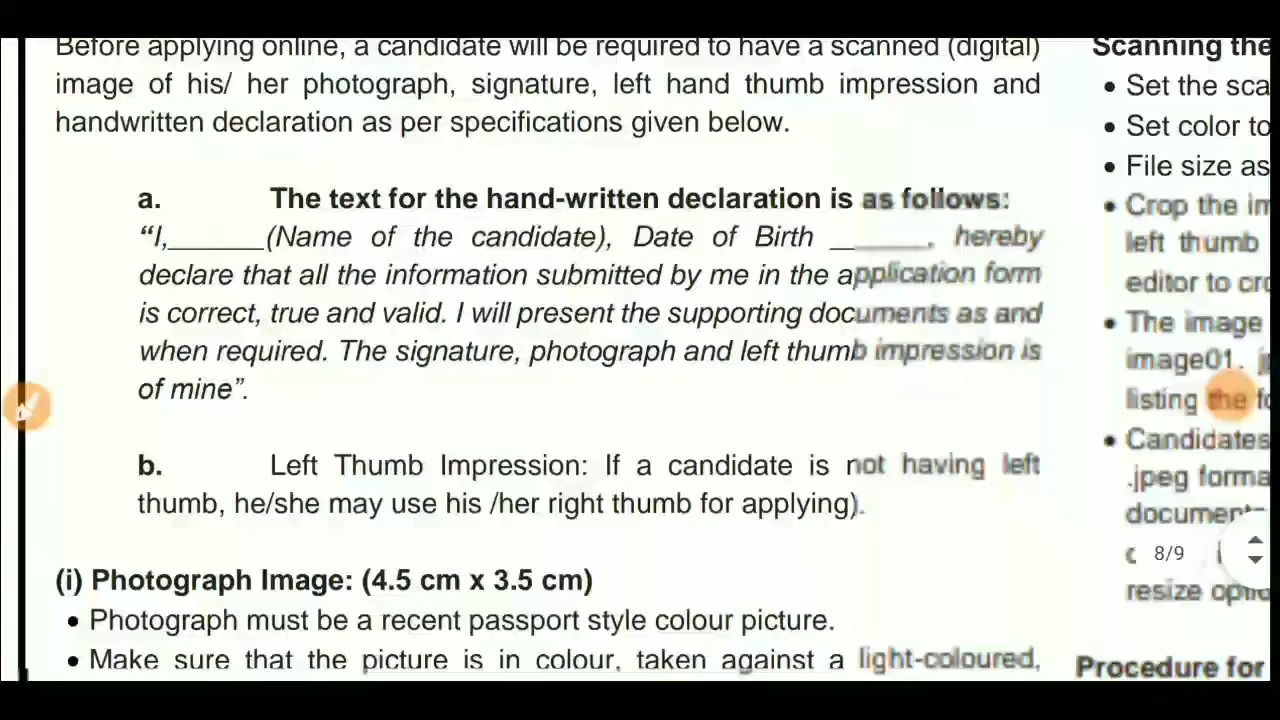 Before applying online, a candidate will be required to have a scanned (digital)
image of his/ her photograph, signature, left hand thumb impression and
handwritten declaration as per specifications given below.
a. The text for the hand-written declaration is as follows:
“I,______(Name of the candidate), Date of Birth ______, hereby
declare that all the information submitted by me in the application form
is correct, true and valid. I will present the supporting documents as and
when required. The signature, photograph and left thumb impression is
of mine”.
b. Left Thumb Impression: If a candidate is not having left
thumb, he/she may use his /her right thumb for applying).
(i) Photograph Image: (4.5 cm x 3.5 cm)
• Photograph must be a recent passport style colour picture.
• Make sure that the picture is in colour, taken against a light-coloured,
Scanning the
• Set the sca
• Set color to
• File size as
• Crop the im
left thumb
editor to cro
• The image
image01. j
listing the fo
• Candidates
.jpeg forma
document
8/9
resize optio
Procedure for